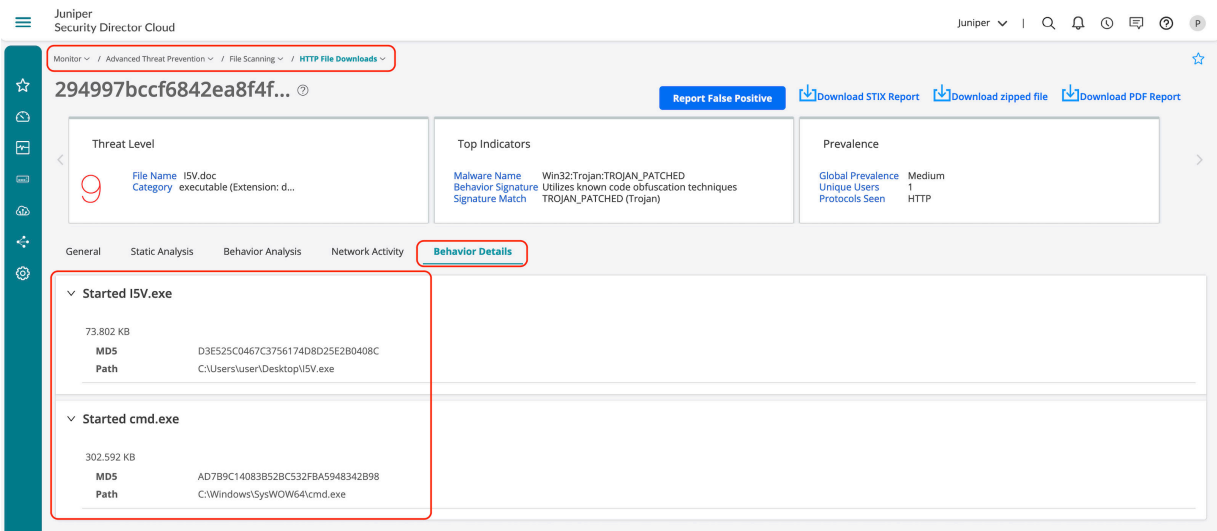 Juniper
Security Director Cloud
Juniper
P
Monitor / Advanced Threat Prevention / File Scanning / HTTP File Downloads
294997bccf6842ea8f4f...
Report False Positive
Download STIX Report
Download zipped file
Download PDF Report
Threat Level
9
File Name I5V.doc
Category executable (Extension: d...
Top Indicators
Malware Name Win32:Trojan:TROJAN_PATCHED
Behavior Signature Utilizes known code obfuscation techniques
Signature Match TROJAN_PATCHED (Trojan)
Prevalence
Global Prevalence Medium
Unique Users 1
Protocols Seen HTTP
General Static Analysis Behavior Analysis Network Activity Behavior Details
Started I5V.exe
73.802 KB
MD5 D3E525C0467C3756174D8D25E2B0408C
Path C:\Users\user\Desktop\I5V.exe
Started cmd.exe
302.592 KB
MD5 AD7B9C14083B52BC532FBA5948342B98
Path C:\Windows\SysWOW64\cmd.exe